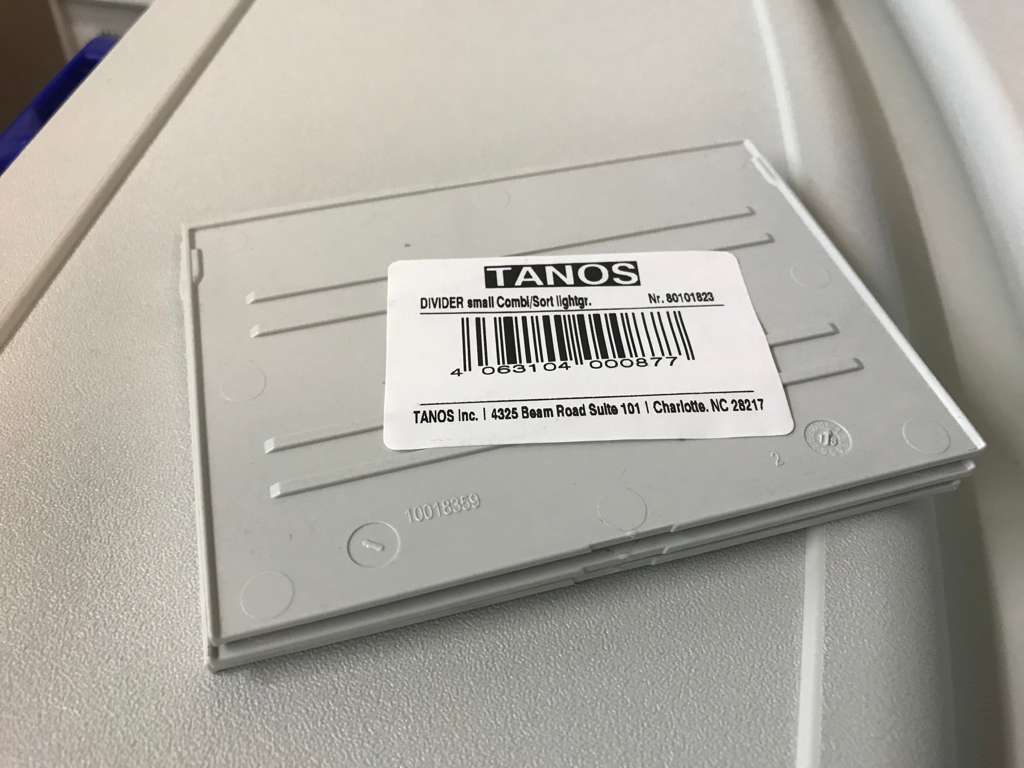 TANOS
DIVIDER small Combi/Sort lightgr. Nr. 80101823
4 063104 000877
TANOS Inc. | 4325 Beam Road Suite 101 | Charlotte. NC 28217
2
10018359